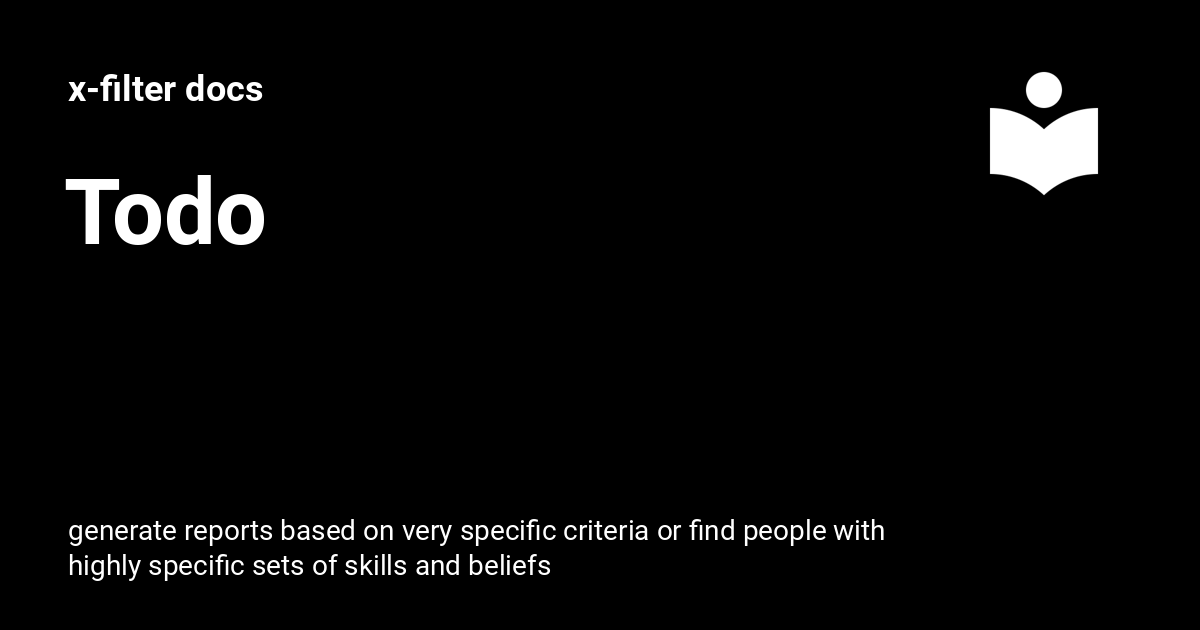 x-filter docs
Todo
generate reports based on very specific criteria or find people with
highly specific sets of skills and beliefs